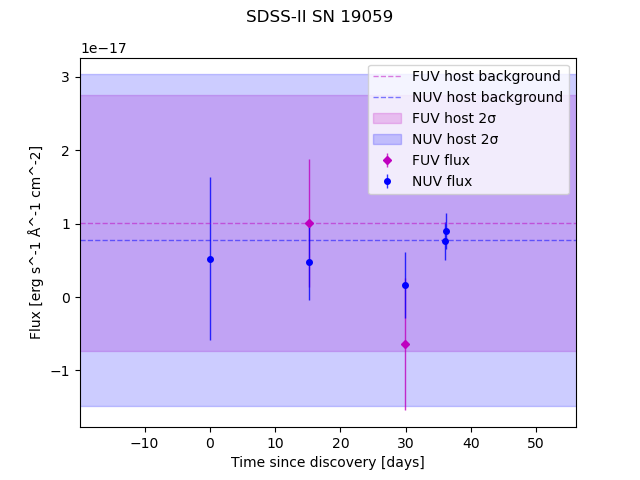 SDSS-II SN 19059
1e−17
FUV host background
NUV host background
FUV host 2σ
NUV host 2σ
FUV flux
NUV flux
3
2
1
0
−1
Flux [erg s^-1 Å^-1 cm^-2]
−10 0 10 20 30 40 50
Time since discovery [days]